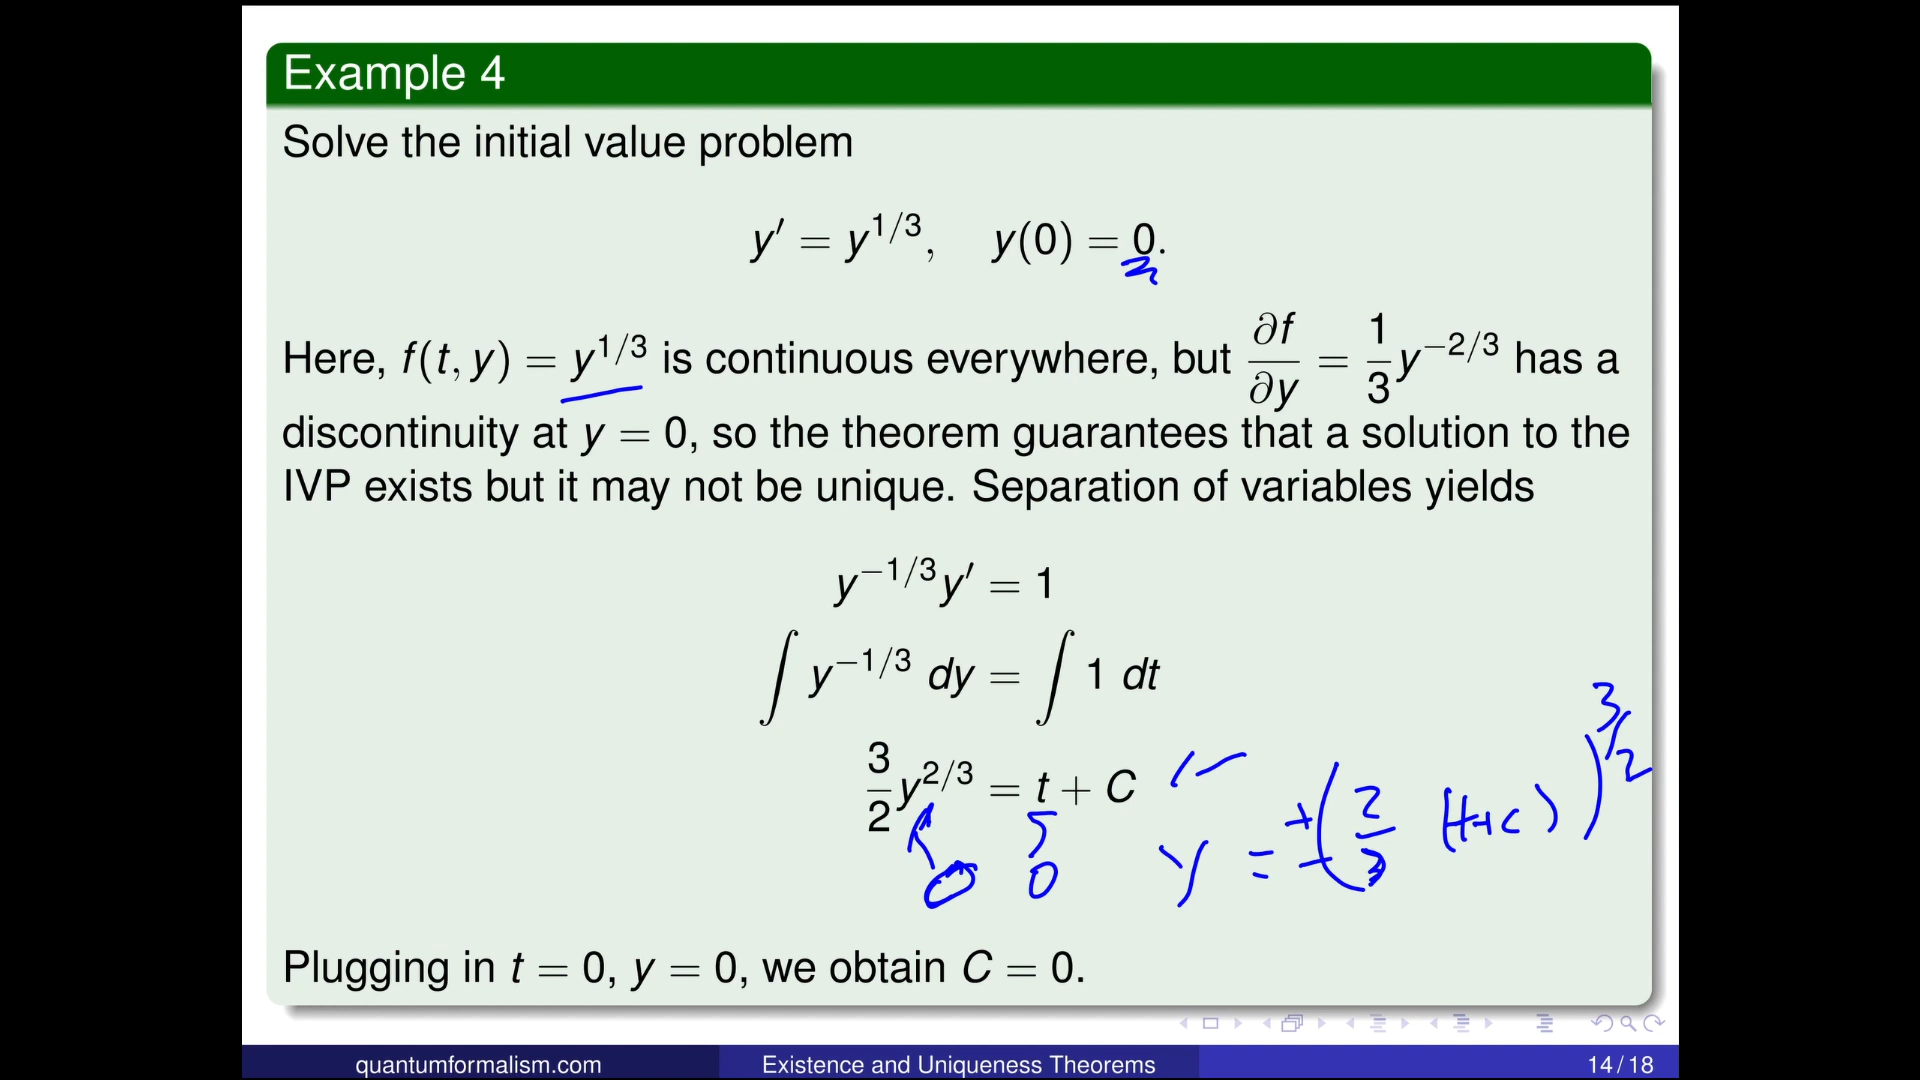 Example 4
Solve the initial value problem
y′ = y^{1/3}, y(0) = 0.
Here, f(t, y) = y^{1/3} is continuous everywhere, but ∂f/∂y = 1/3 y^{−2/3} has a
discontinuity at y = 0, so the theorem guarantees that a solution to the
IVP exists but it may not be unique. Separation of variables yields
y^{−1/3}y′ = 1
∫ y^{−1/3} dy = ∫ 1 dt
3/2 y^{2/3} = t + C
0 0
y = ±(2/3 (t+c))^{3/2}
Plugging in t = 0, y = 0, we obtain C = 0.
quantumformalism.com Existence and Uniqueness Theorems 14 / 18